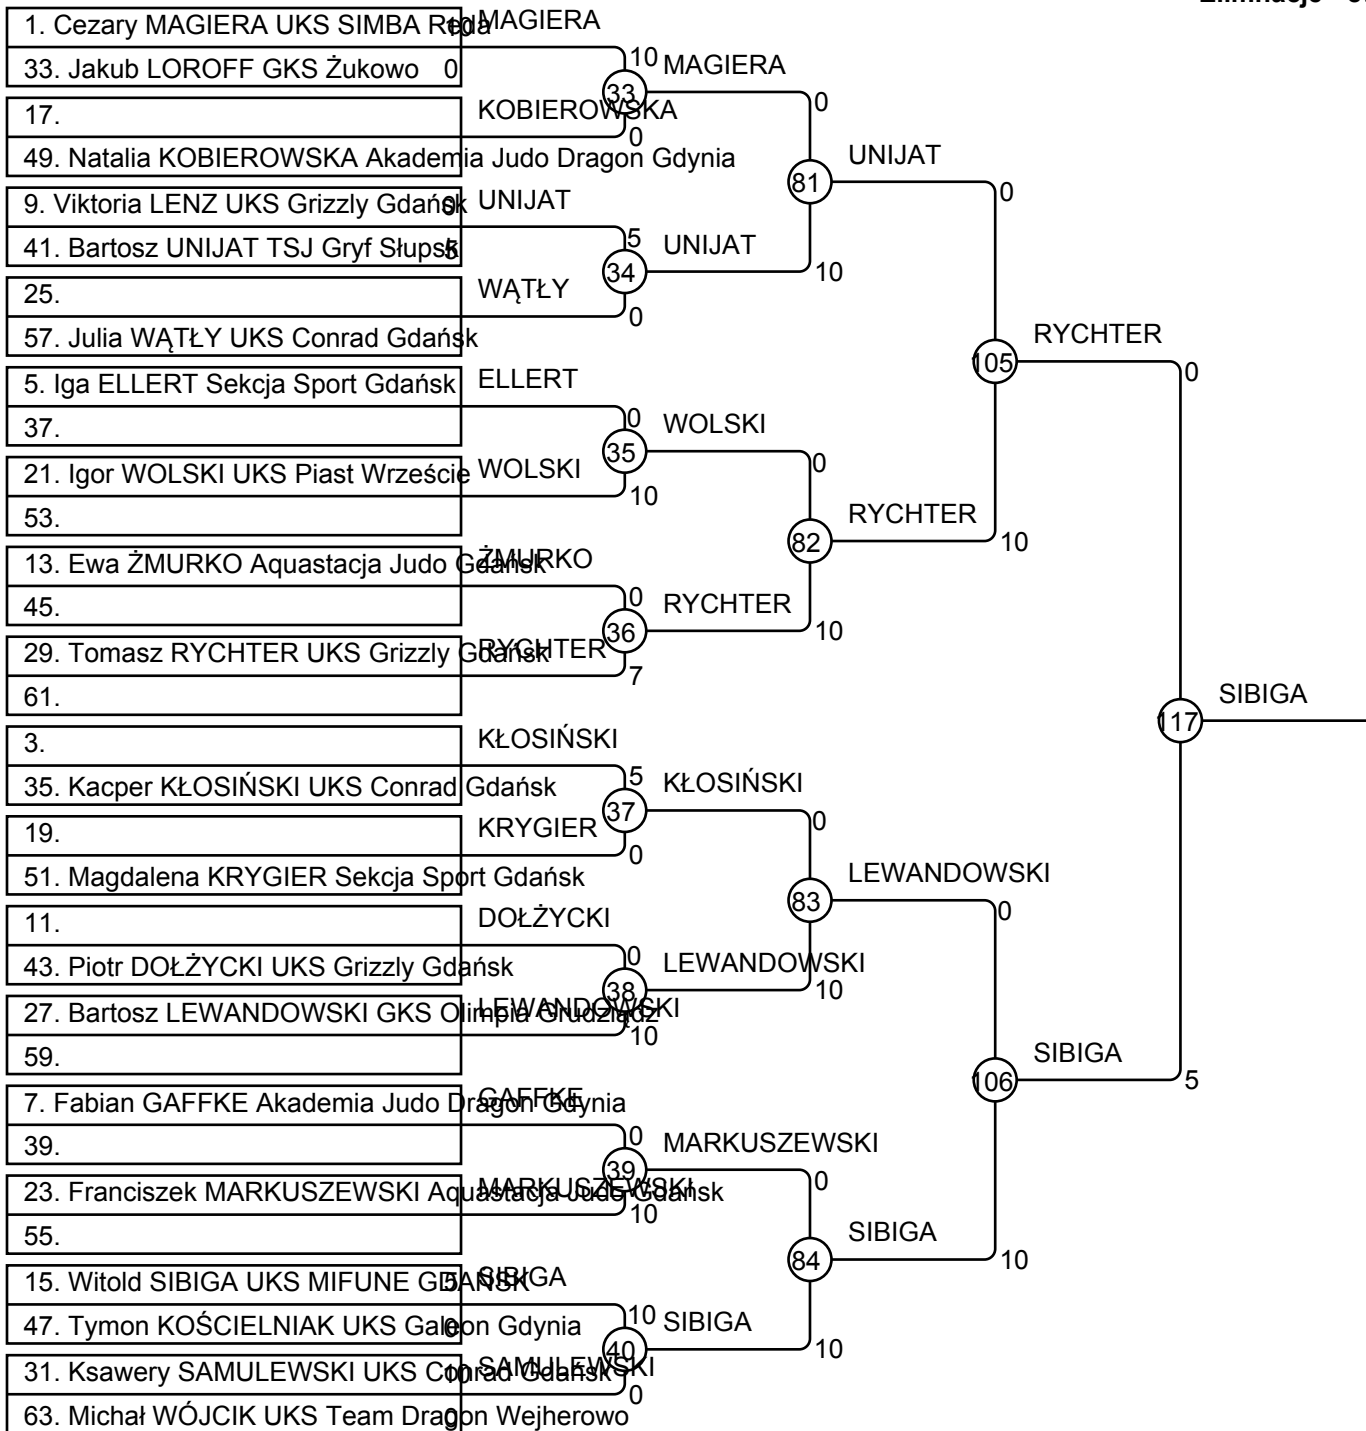 1. Cezary MAGIERA UKS SIMBA Reda 10 MAGIERA
33. Jakub LOROFF GKS Żukowo 0
10 MAGIERA
33
17. KOBIEROWSKA
0
49. Natalia KOBIEROWSKA Akademia Judo Dragon Gdynia
0
81 UNIJAT
9. Viktoria LENZ UKS Grizzly Gdańsk 0 UNIJAT
0
41. Bartosz UNIJAT TSJ Gryf Słupsk 5
5 UNIJAT
34
10
25. WĄTŁY
0
57. Julia WĄTŁY UKS Conrad Gdańsk
105 RYCHTER
5. Iga ELLERT Sekcja Sport Gdańsk ELLERT
0
37.
0 WOLSKI
35
0
21. Igor WOLSKI UKS Piast Wrzeście WOLSKI
10
53.
82 RYCHTER
10
13. Ewa ŻMURKO Aquastacja Judo Gdańsk ŻMURKO
45.
0 RYCHTER
36
10
29. Tomasz RYCHTER UKS Grizzly Gdańsk RYCHTER
7
61.
117 SIBIGA
3. KŁOSIŃSKI
35. Kacper KŁOSIŃSKI UKS Conrad Gdańsk
5 KŁOSIŃSKI
37
0
19. KRYGIER
0
51. Magdalena KRYGIER Sekcja Sport Gdańsk
83 LEWANDOWSKI
0
11. DOŁŻYCKI
43. Piotr DOŁŻYCKI UKS Grizzly Gdańsk
0 LEWANDOWSKI
38
10
27. Bartosz LEWANDOWSKI GKS Olimpia Grudziądz LEWANDOWSKI
10
59.
106 SIBIGA
5
7. Fabian GAFFKE Akademia Judo Dragon Gdynia GAFFKE
39.
0 MARKUSZEWSKI
39
0
23. Franciszek MARKUSZEWSKI Aquastacja Judo Gdańsk MARKUSZEWSKI
10
55.
84 SIBIGA
10
15. Witold SIBIGA UKS MIFUNE GDAŃSK 5 SIBIGA
47. Tymon KOŚCIELNIAK UKS Galeon Gdynia 0
10 SIBIGA
40
10
31. Ksawery SAMULEWSKI UKS Conrad Gdańsk 10 SAMULEWSKI
0
63. Michał WÓJCIK UKS Team Dragon Wejherowo 0